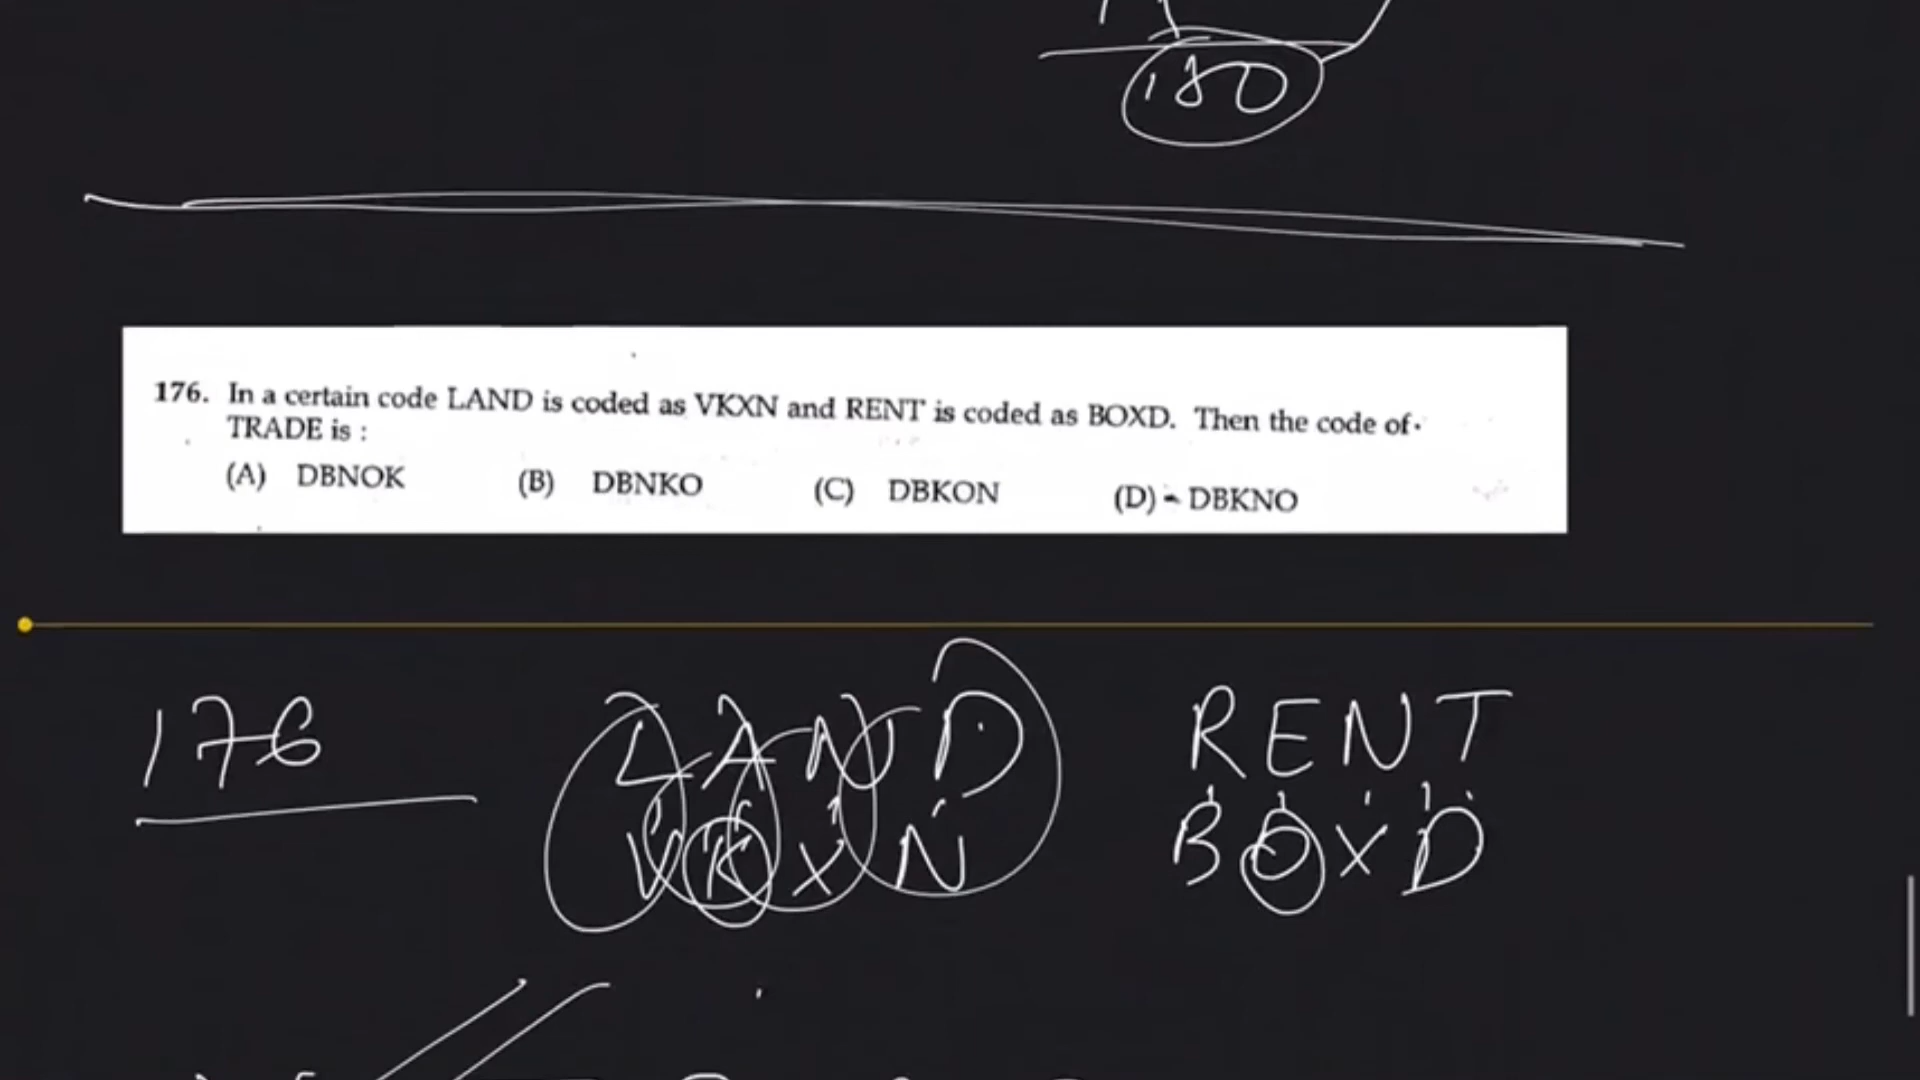 180
176. In a certain code LAND is coded as VKXN and RENT is coded as BOXD. Then the code of
TRADE is :
(A) DBNOK (B) DBNKO (C) DBKON (D) DBKNO
176 LAND RENT
VKXN BOXD